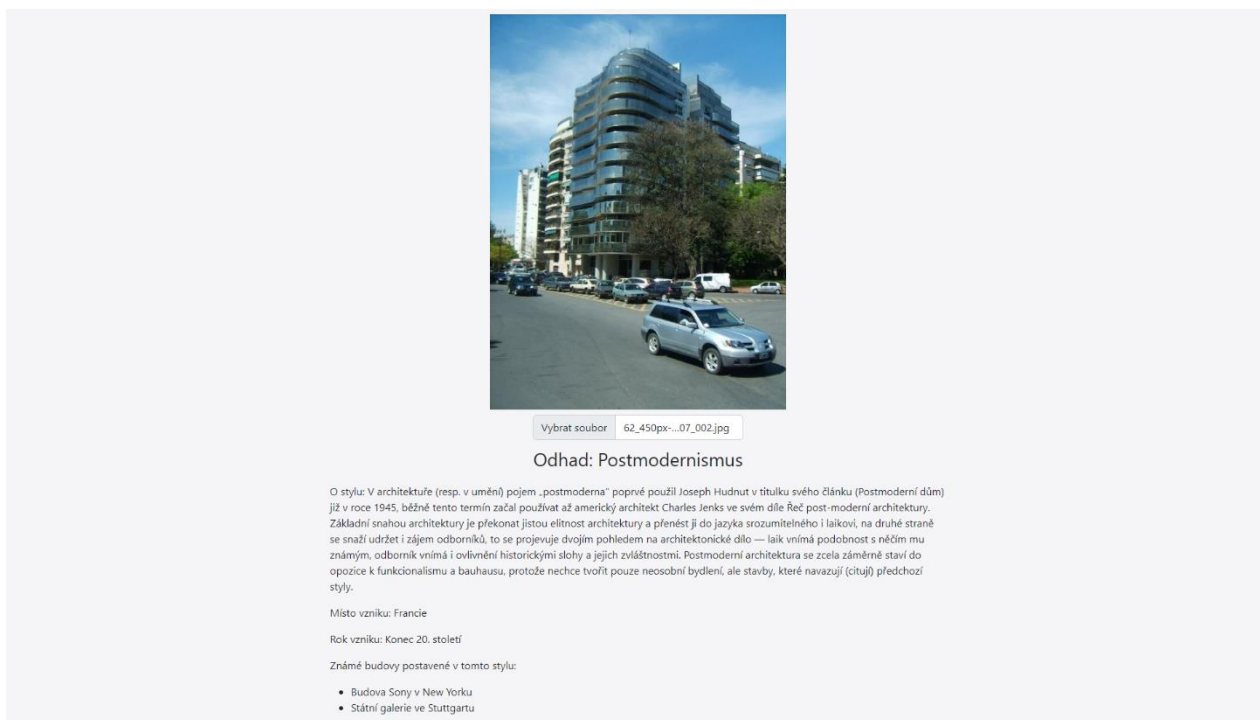 Vybrat soubor 62_450px-...07_002.jpg
Odhad: Postmodernismus
O stylu: V architektuře (resp. v umění) pojem „postmoderna" poprvé použil Joseph Hudnut v titulku svého článku (Postmoderní dům)
již v roce 1945, běžně tento termín začal používat až americký architekt Charles Jenks ve svém díle Řeč post-moderní architektury.
Základní snahou architektury je překonat jistou elitnost architektury a přenést ji do jazyka srozumitelného i laikovi, na druhé straně
se snaží udržet i zájem odborníků, to se projevuje dvojím pohledem na architektonické dílo — laik vnímá podobnost s něčím mu
známým, odborník vnímá i ovlivnění historickými slohy a jejich zvláštnostmi. Postmoderní architektura se zcela záměrně staví do
opozice k funkcionalismu a bauhausu, protože nechce tvořit pouze neosobní bydlení, ale stavby, které navazují (citují) předchozí
styly.
Místo vzniku: Francie
Rok vzniku: Konec 20. století
Známé budovy postavené v tomto stylu:
• Budova Sony v New Yorku
• Státní galerie ve Stuttgartu